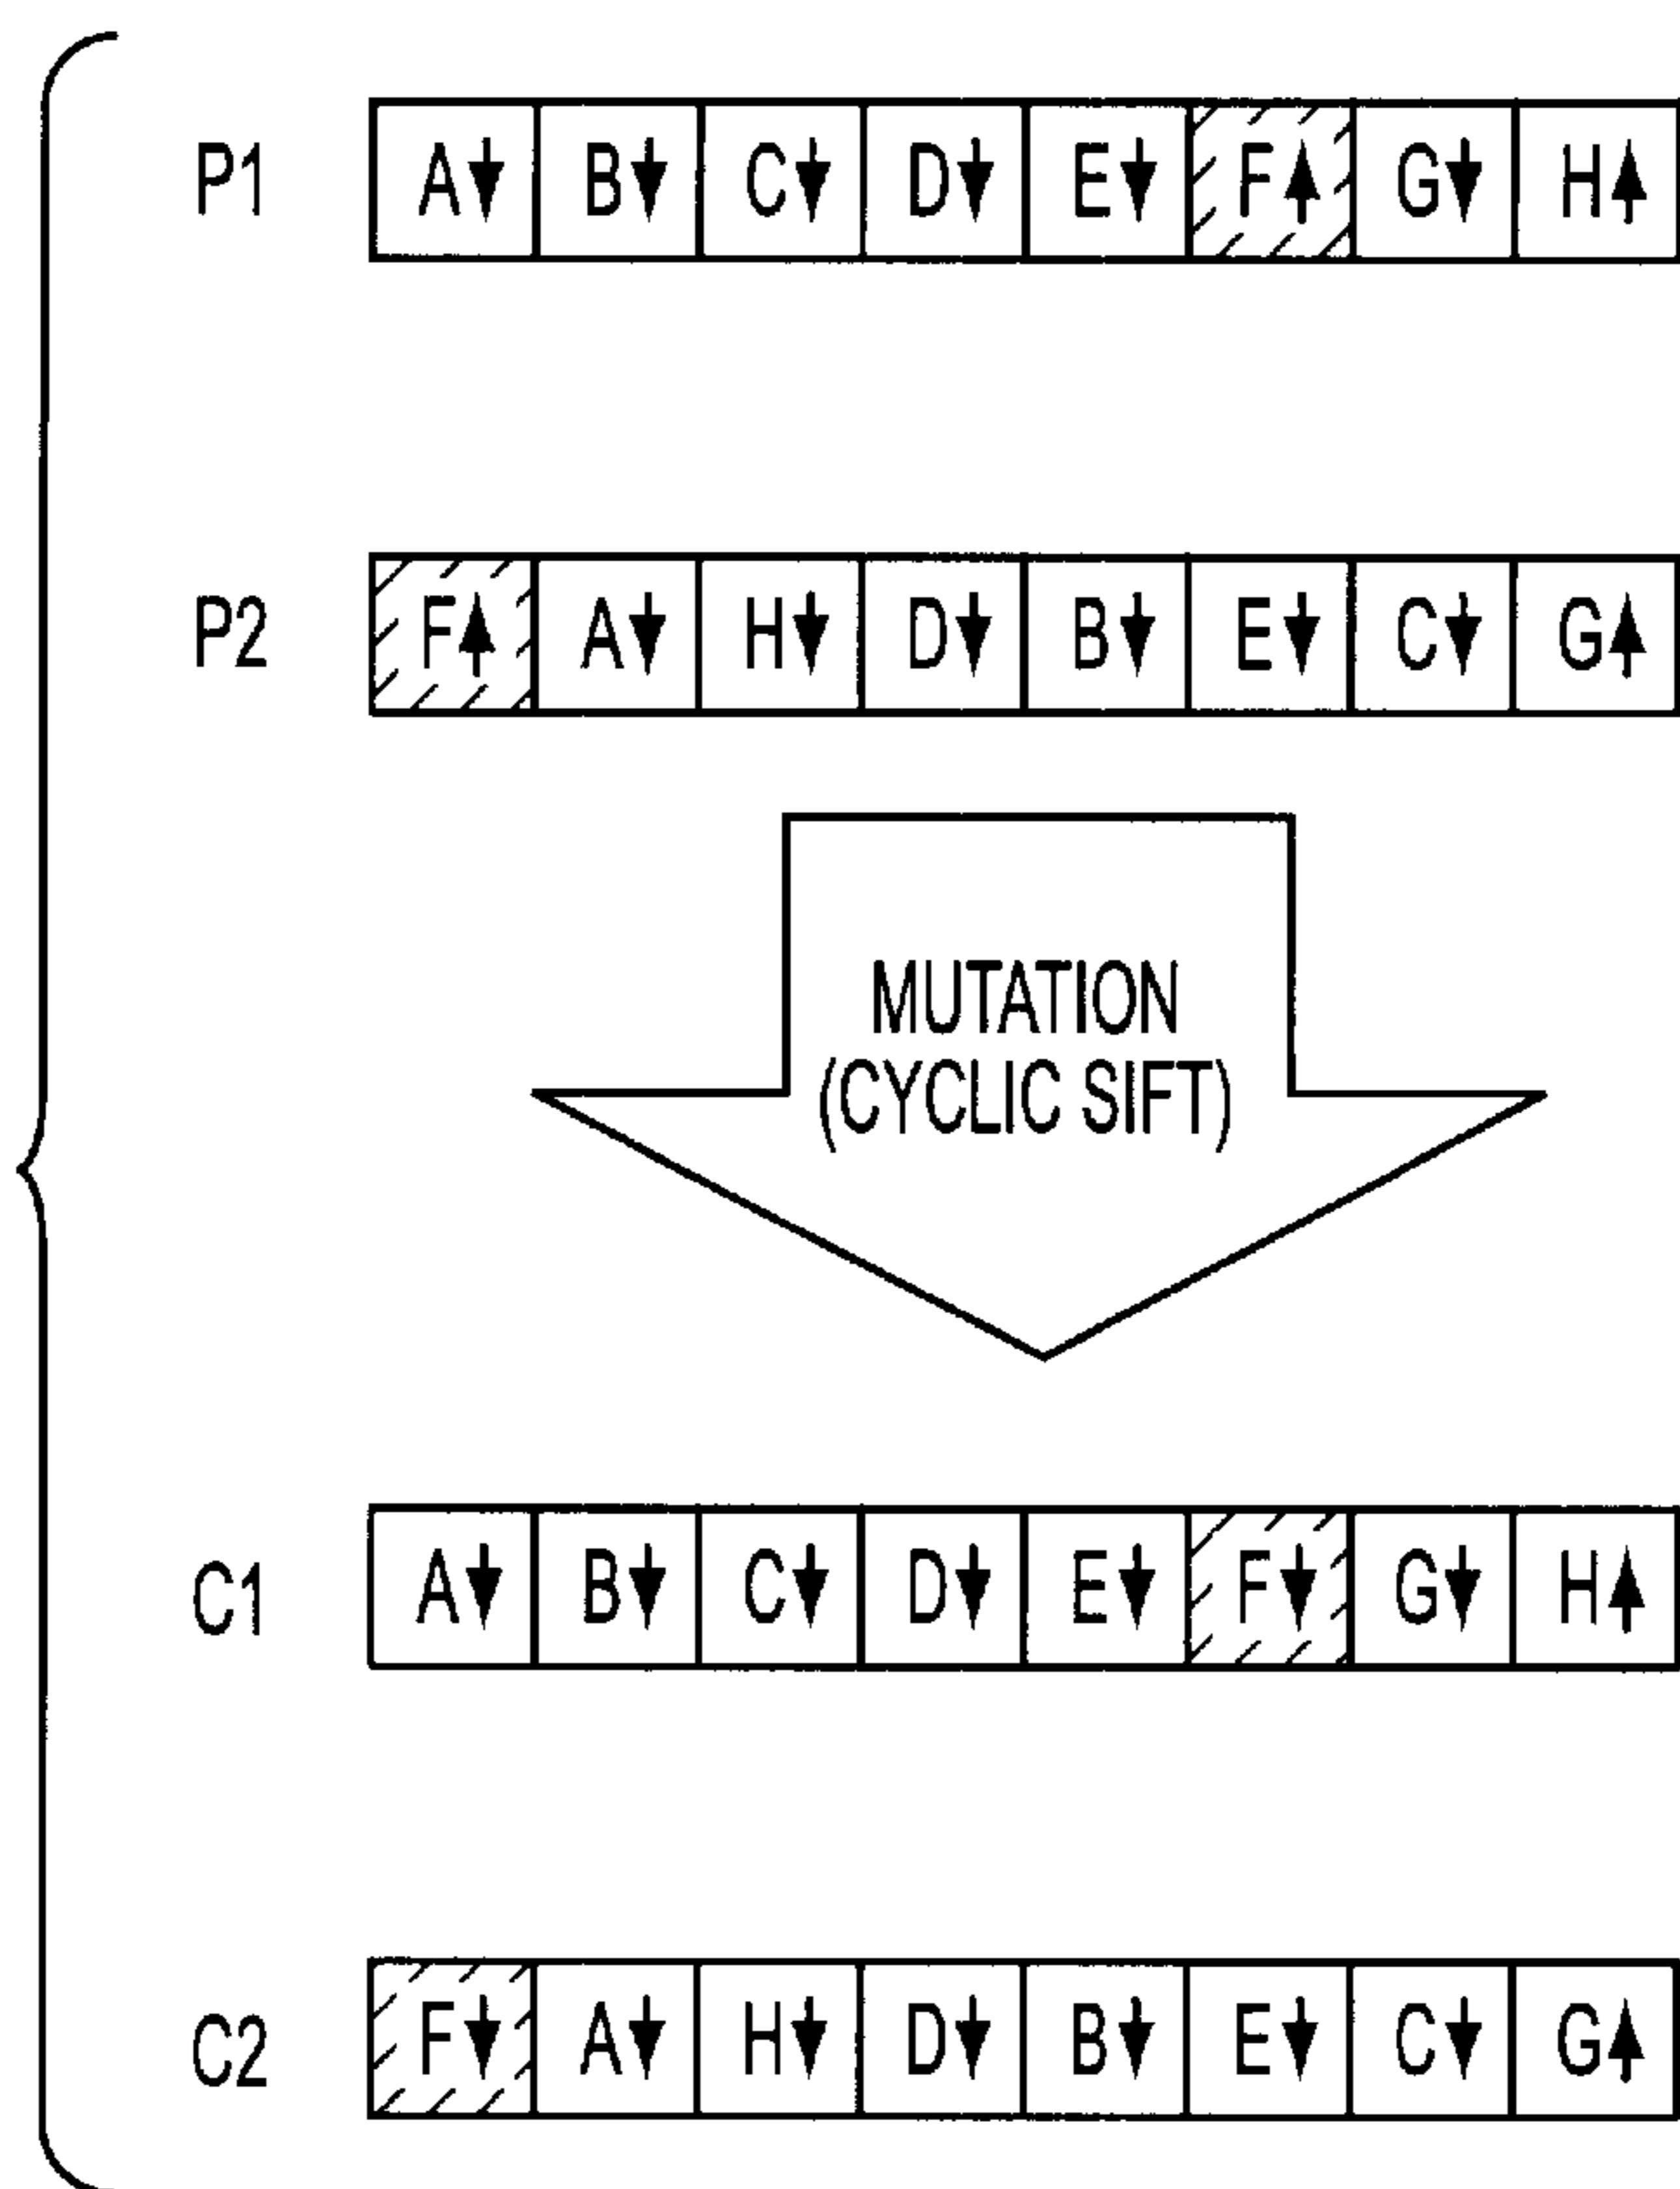 P1 A↓ B↓ C↓ D↓ E↓ F↑ G↓ H↑
P2 F↑ A↓ H↓ D↓ B↓ E↓ C↓ G↑
MUTATION
(CYCLIC SIFT)
C1 A↓ B↓ C↓ D↓ E↓ F↓ G↓ H↑
C2 F↓ A↓ H↓ D↓ B↓ E↓ C↓ G↑